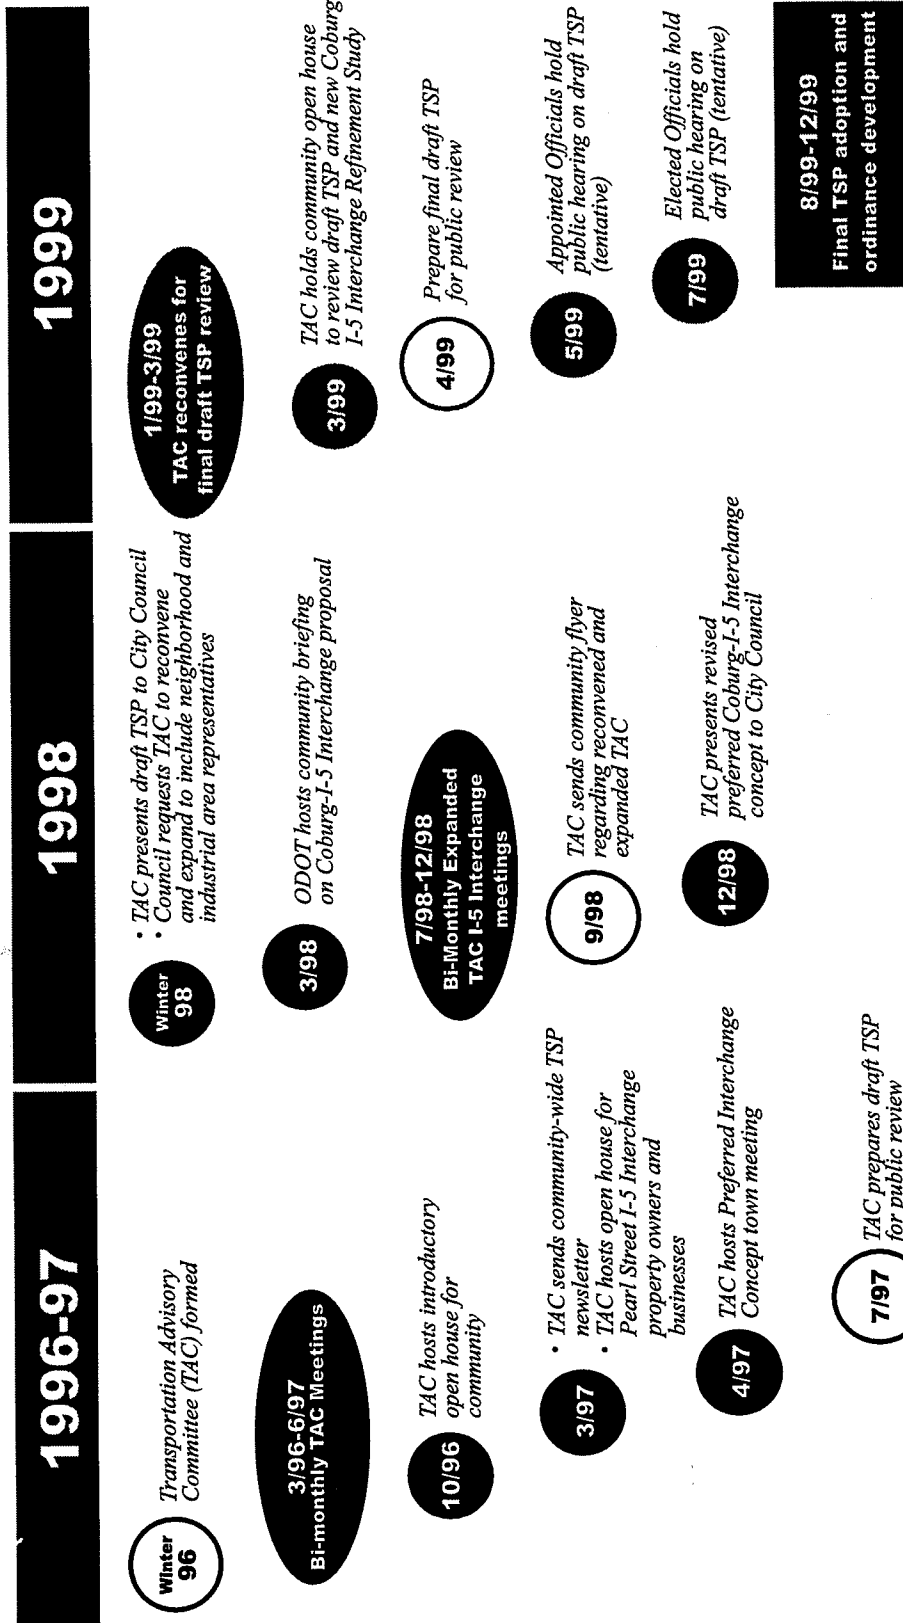 1996-97
Winter
96
Transportation Advisory
Committee (TAC) formed
3/96-6/97
Bi-monthly TAC Meetings
10/96
TAC hosts introductory
open house for
community
3/97
• TAC sends community-wide TSP
newsletter
• TAC hosts open house for
Pearl Street I-5 Interchange
property owners and
businesses
4/97
TAC hosts Preferred Interchange
Concept town meeting
7/97
TAC prepares draft TSP
for public review
1998
Winter
98
• TAC presents draft TSP to City Council
• Council requests TAC to reconvene
and expand to include neighborhood and
industrial area representatives
3/98
ODOT hosts community briefing
on Coburg-I-5 Interchange proposal
7/98-12/98
Bi-Monthly Expanded
TAC I-5 Interchange
meetings
9/98
TAC sends community flyer
regarding reconvened and
expanded TAC
12/98
TAC presents revised
preferred Coburg-I-5 Interchange
concept to City Council
1999
1/99-3/99
TAC reconvenes for
final draft TSP review
3/99
TAC holds community open house
to review draft TSP and new Coburg
I-5 Interchange Refinement Study
4/99
Prepare final draft TSP
for public review
5/99
Appointed Officials hold
public hearing on draft TSP
(tentative)
7/99
Elected Officials hold
public hearing on
draft TSP (tentative)
8/99-12/99
Final TSP adoption and
ordinance development